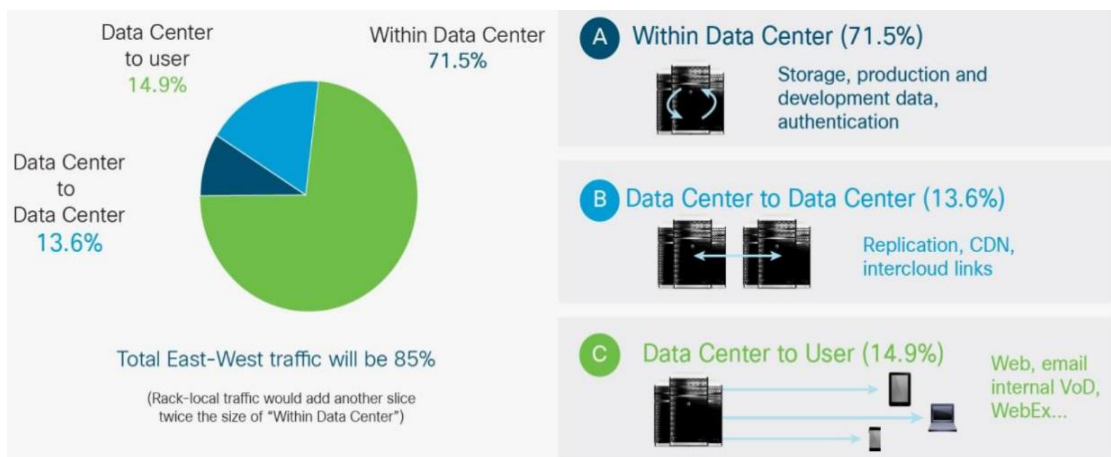 Data Center
to user
14.9%
Within Data Center
71.5%
Data Center
to
Data Center
13.6%
Total East-West traffic will be 85%
(Rack-local traffic would add another slice
twice the size of “Within Data Center”)
A
Within Data Center (71.5%)
Storage, production and
development data,
authentication
B
Data Center to Data Center (13.6%)
Replication, CDN,
intercloud links
C
Data Center to User (14.9%)
Web, email
internal VoD,
WebEx...